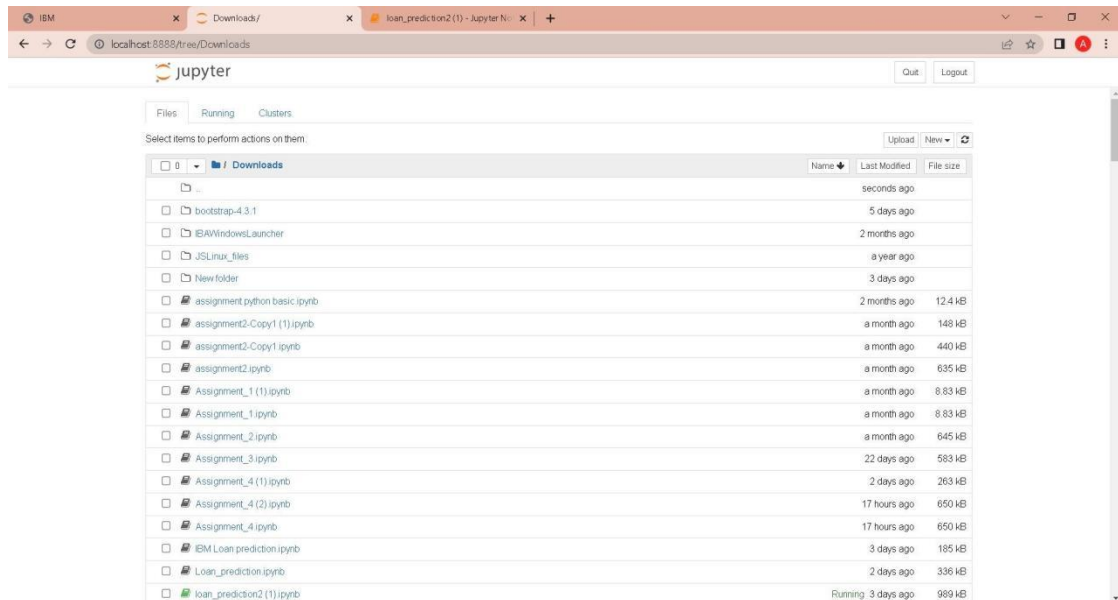 IBM
Downloads/
loan_prediction2 (1) - Jupyter No
localhost:8888/tree/Downloads
A
jupyter
Quit
Logout
Files
Running
Clusters
Select items to perform actions on them.
Upload
New
0
/ Downloads
Name
Last Modified
File size
..
seconds ago
bootstrap-4.3.1
5 days ago
IBAWindowsLauncher
2 months ago
JSLinux_files
a year ago
New folder
3 days ago
assignment python basic.ipynb
2 months ago 12.4 kB
assignment2-Copy1 (1).ipynb
a month ago 148 kB
assignment2-Copy1.ipynb
a month ago 440 kB
assignment2.ipynb
a month ago 635 kB
Assignment_1 (1).ipynb
a month ago 8.83 kB
Assignment_1.ipynb
a month ago 8.83 kB
Assignment_2.ipynb
a month ago 645 kB
Assignment_3.ipynb
22 days ago 583 kB
Assignment_4 (1).ipynb
2 days ago 263 kB
Assignment_4 (2).ipynb
17 hours ago 650 kB
Assignment_4.ipynb
17 hours ago 650 kB
IBM Loan prediction.ipynb
3 days ago 185 kB
Loan_prediction.ipynb
2 days ago 336 kB
loan_prediction2 (1).ipynb
Running 3 days ago 989 kB